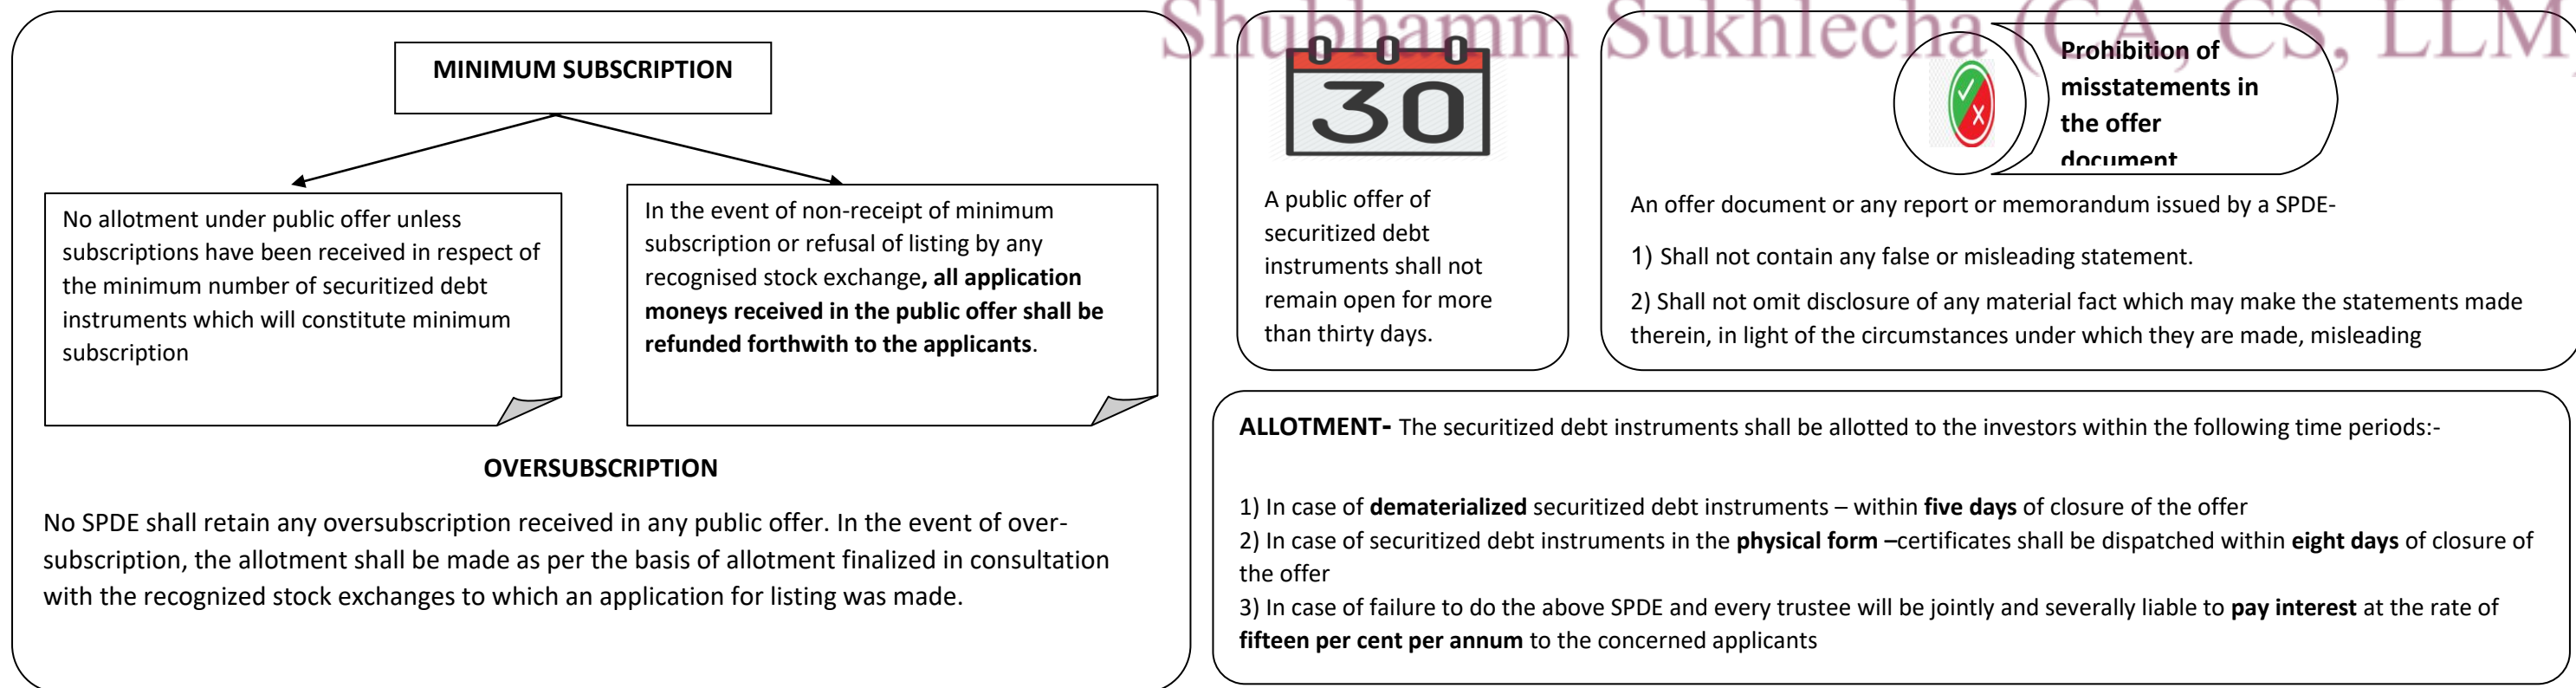 Shubhamm Sukhlecha (CA, CS, LLM)
MINIMUM SUBSCRIPTION
No allotment under public offer unless
subscriptions have been received in respect of
the minimum number of securitized debt
instruments which will constitute minimum
subscription
In the event of non-receipt of minimum
subscription or refusal of listing by any
recognised stock exchange, all application
moneys received in the public offer shall be
refunded forthwith to the applicants.
OVERSUBSCRIPTION
No SPDE shall retain any oversubscription received in any public offer. In the event of over-
subscription, the allotment shall be made as per the basis of allotment finalized in consultation
with the recognized stock exchanges to which an application for listing was made.
30
A public offer of
securitized debt
instruments shall not
remain open for more
than thirty days.
Prohibition of
misstatements in
the offer
document
An offer document or any report or memorandum issued by a SPDE-
1) Shall not contain any false or misleading statement.
2) Shall not omit disclosure of any material fact which may make the statements made
therein, in light of the circumstances under which they are made, misleading
ALLOTMENT- The securitized debt instruments shall be allotted to the investors within the following time periods:-
1) In case of dematerialized securitized debt instruments – within five days of closure of the offer
2) In case of securitized debt instruments in the physical form –certificates shall be dispatched within eight days of closure of
the offer
3) In case of failure to do the above SPDE and every trustee will be jointly and severally liable to pay interest at the rate of
fifteen per cent per annum to the concerned applicants